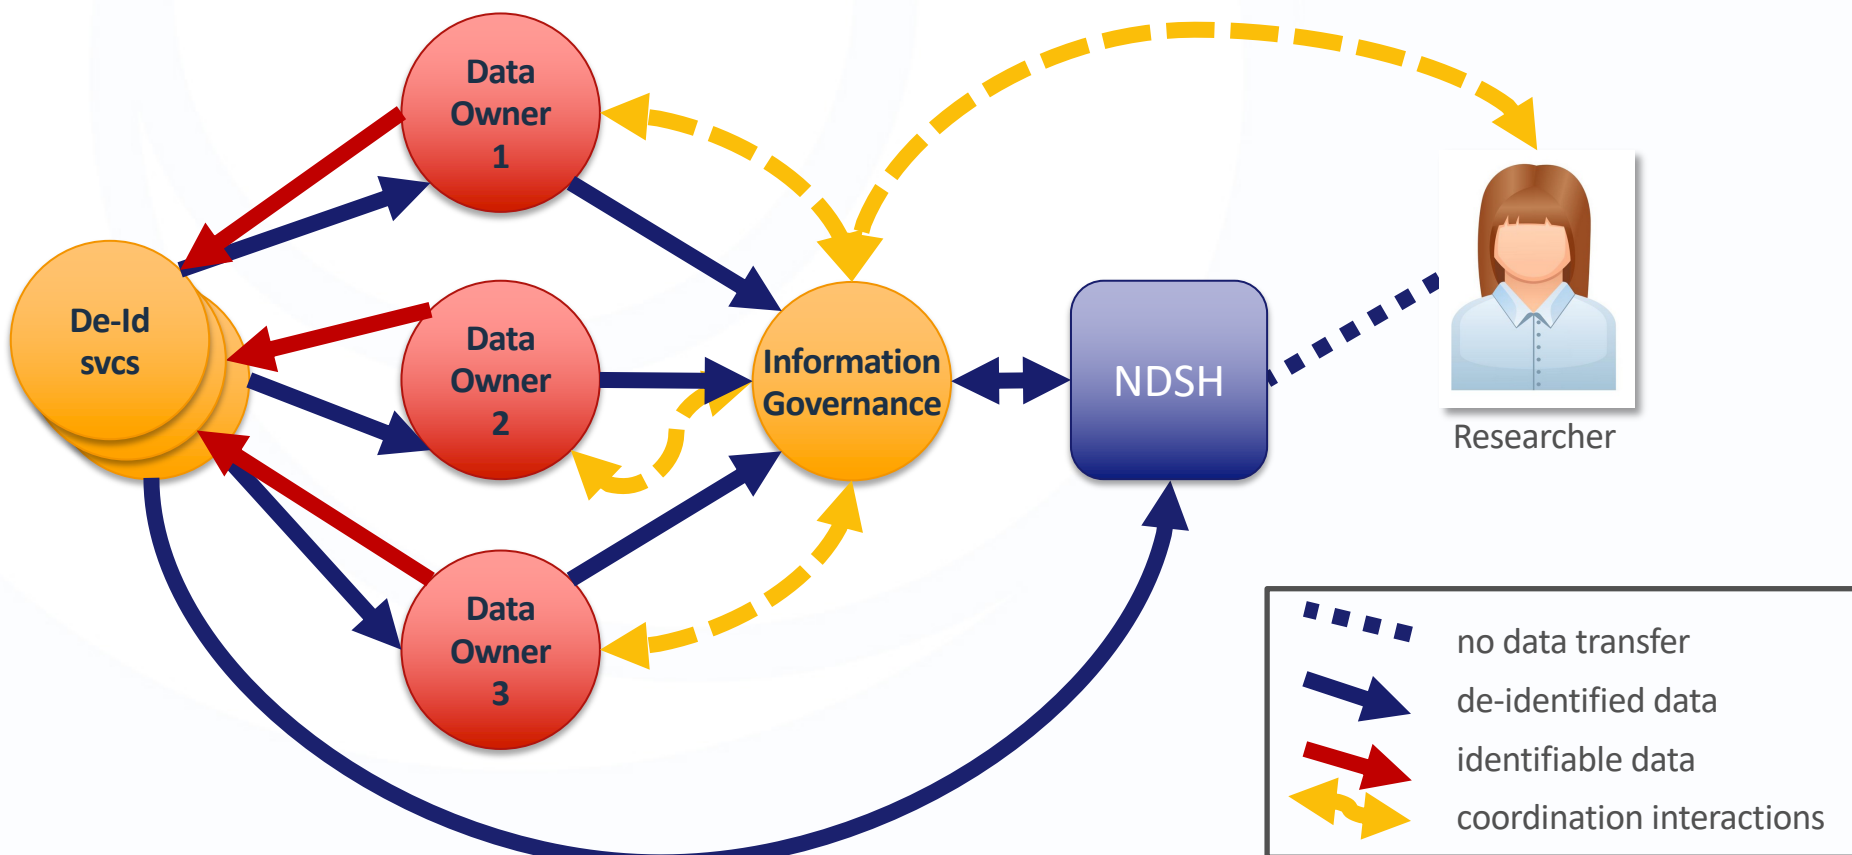 Data
Owner
1
De-Id
svcs
Data
Owner
2
Information
Governance
NDSH
Researcher
Data
Owner
3
no data transfer
de-identified data
identifiable data
coordination interactions